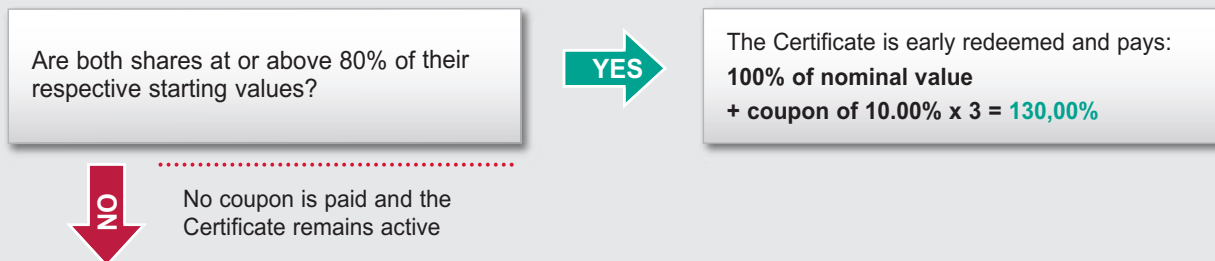 Are both shares at or above 80% of their
respective starting values?
YES
The Certificate is early redeemed and pays:
100% of nominal value
+ coupon of 10.00% x 3 = 130,00%
NO
No coupon is paid and the
Certificate remains active